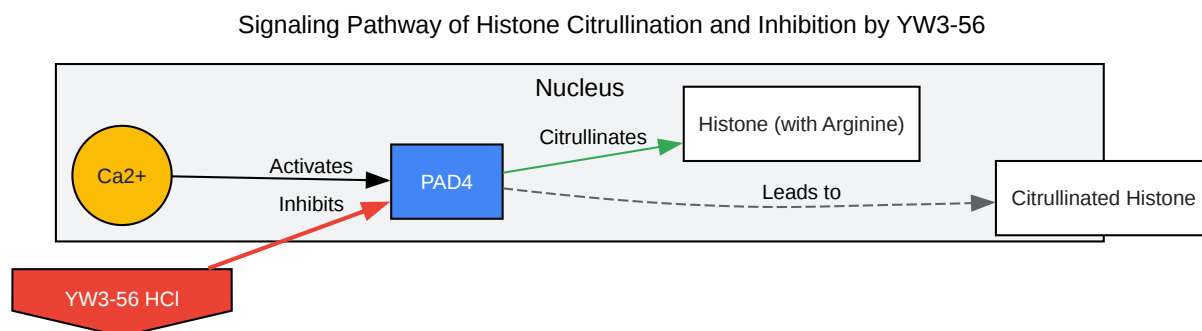 Signaling Pathway of Histone Citrullination and Inhibition by YW3-56
Nucleus
Histone (with Arginine)
Citrullinates
Activates
Ca2+
PAD4
Inhibits
Leads to
Citrullinated Histone
YW3-56 HCl